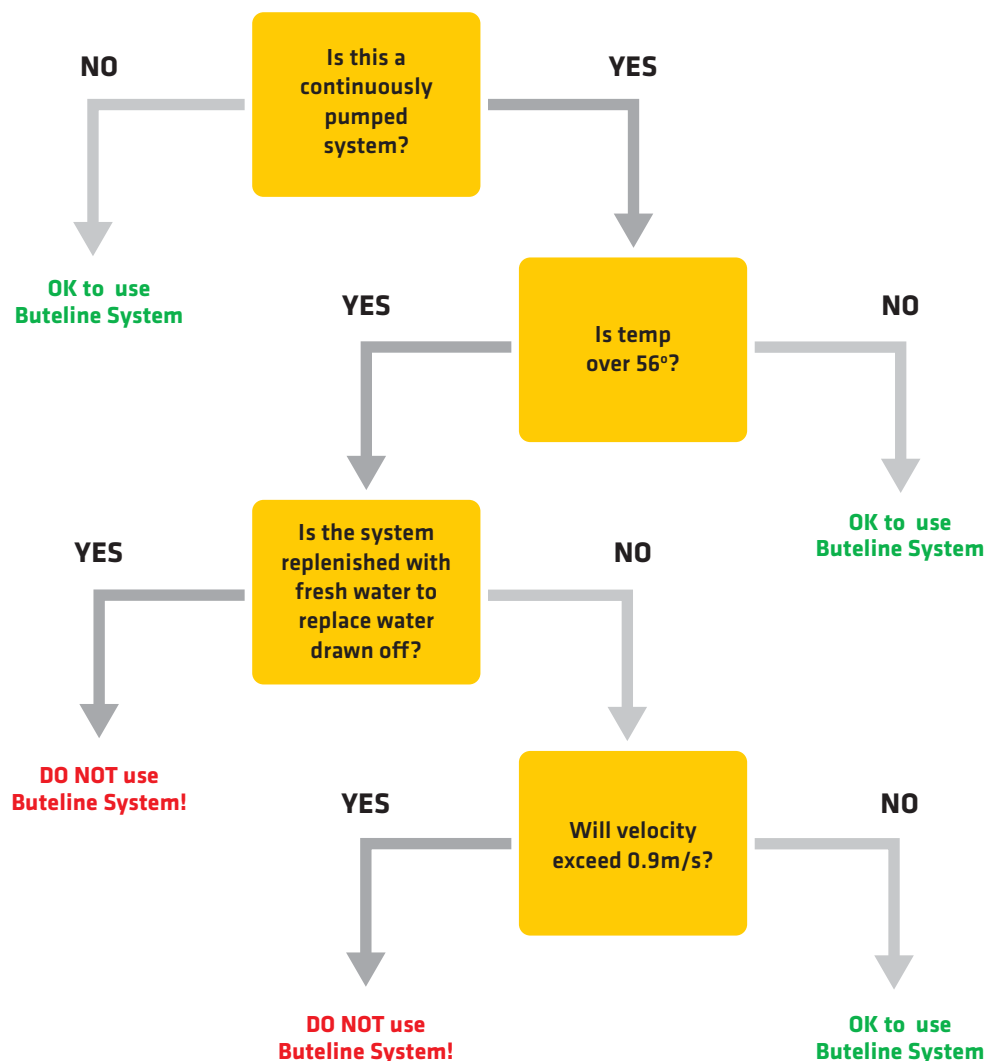 NO
Is this a
continuously
pumped
system?
YES
OK to use
Buteline System
YES
Is temp
over 56º?
NO
OK to use
Buteline System
YES
Is the system
replenished with
fresh water to
replace water
drawn off?
NO
DO NOT use
Buteline System!
YES
Will velocity
exceed 0.9m/s?
NO
DO NOT use
Buteline System!
OK to use
Buteline System